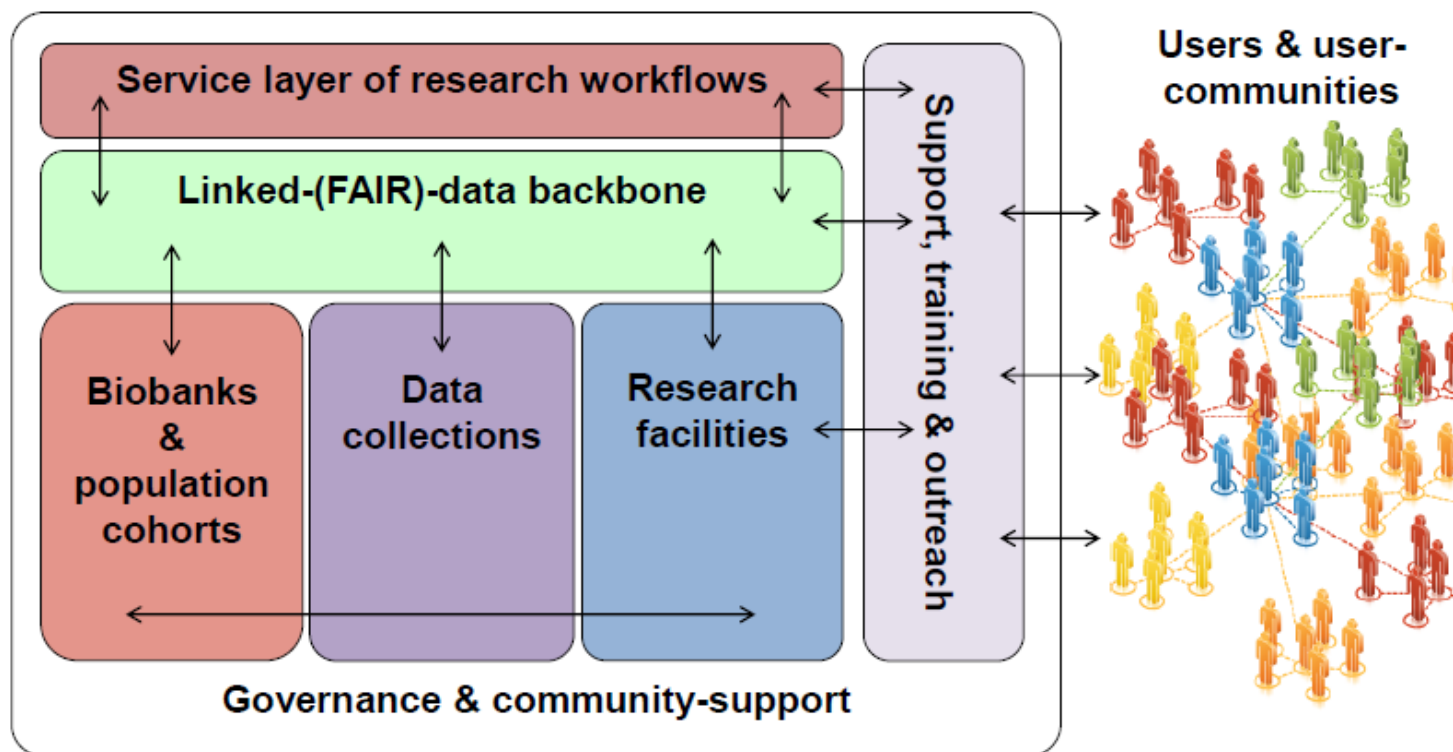 Service layer of research workflows
Linked-(FAIR)-data backbone
Biobanks
&
population
cohorts
Data
collections
Research
facilities
Support, training & outreach
Governance & community-support
Users & user-
communities